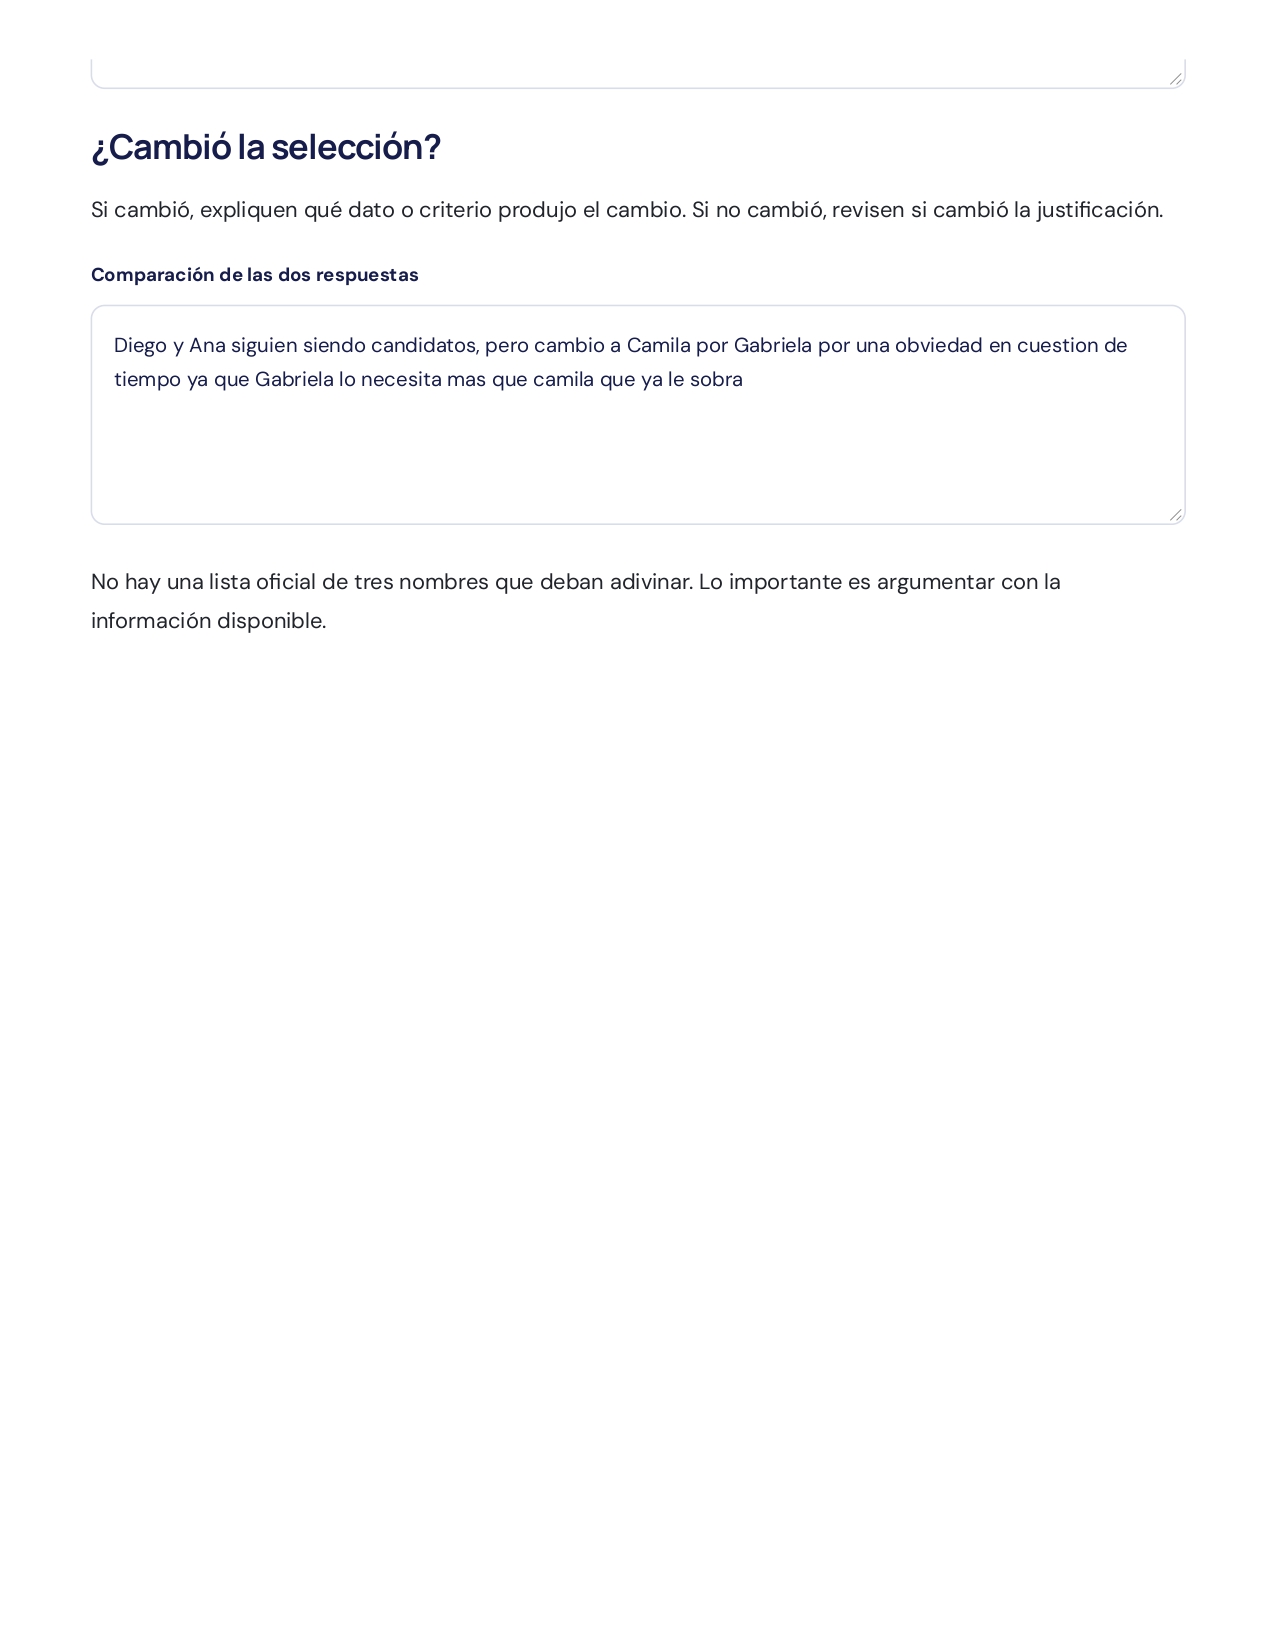 ¿Cambió la selección?
Si cambió, expliquen qué dato o criterio produjo el cambio. Si no cambió, revisen si cambió la justificación.
Comparación de las dos respuestas
Diego y Ana siguien siendo candidatos, pero cambio a Camila por Gabriela por una obviedad en cuestion de
tiempo ya que Gabriela lo necesita mas que camila que ya le sobra
No hay una lista oficial de tres nombres que deban adivinar. Lo importante es argumentar con la
información disponible.